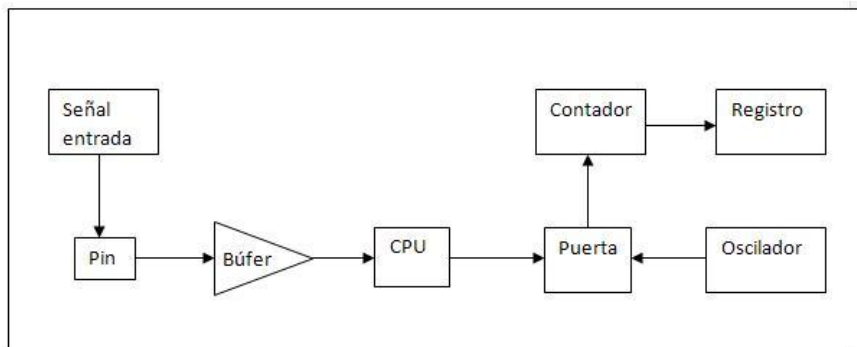 Señal
entrada
Contador
Registro
Pin
Búfer
CPU
Puerta
Oscilador